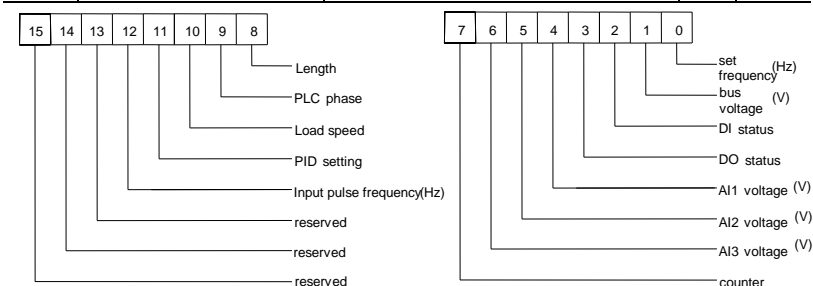 15 14 13 12 11 10 9 8
Length
PLC phase
Load speed
PID setting
Input pulse frequency(Hz)
reserved
reserved
reserved
7 6 5 4 3 2 1 0
set
frequency (Hz)
bus
voltage (V)
DI status
DO status
AI1 voltage (V)
AI2 voltage (V)
AI3 voltage (V)
counter